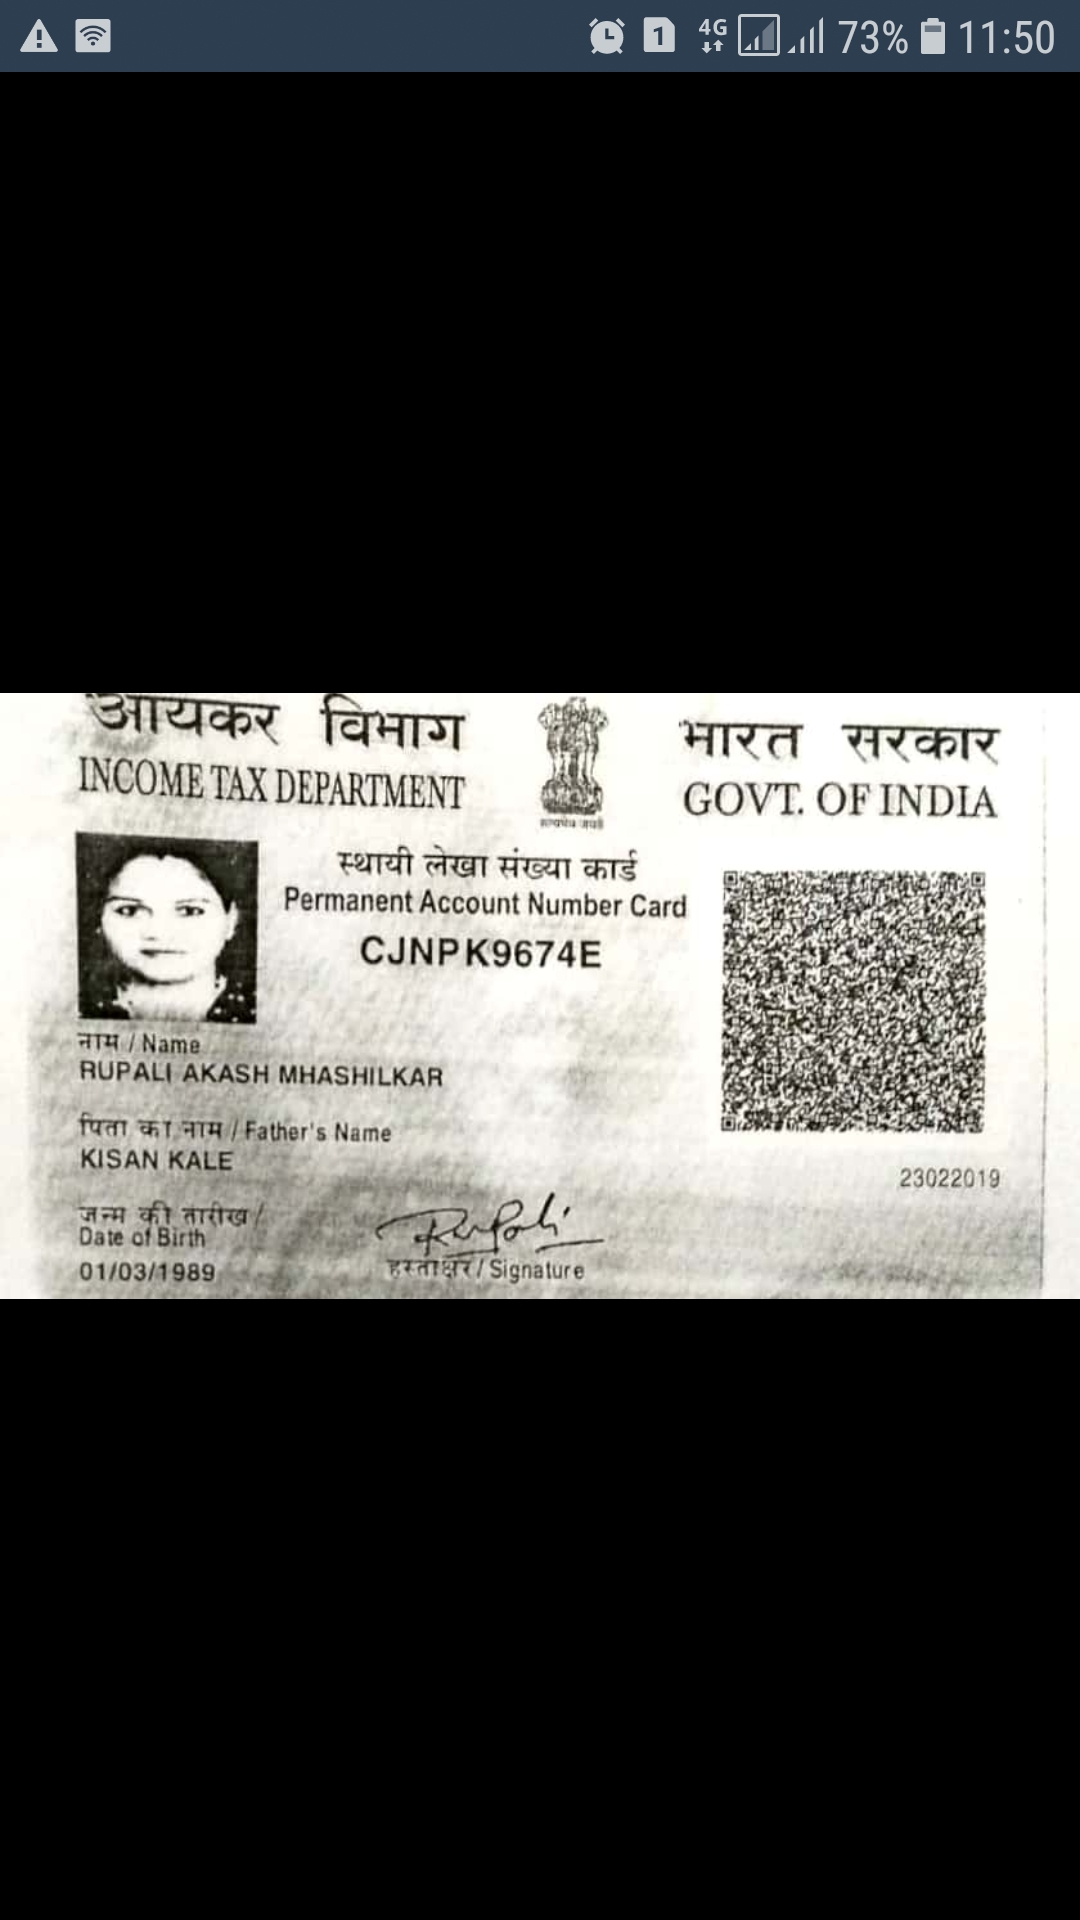 4G 73% 11:50
आयकर विभाग
INCOME TAX DEPARTMENT
सत्यमेव जयते
भारत सरकार
GOVT. OF INDIA
स्थायी लेखा संख्या कार्ड
Permanent Account Number Card
CJNPK9674E
नाम / Name
RUPALI AKASH MHASHILKAR
पिता का नाम / Father's Name
KISAN KALE
23022019
जन्म की तारीख /
Date of Birth
01/03/1989
Rupali
हस्ताक्षर / Signature